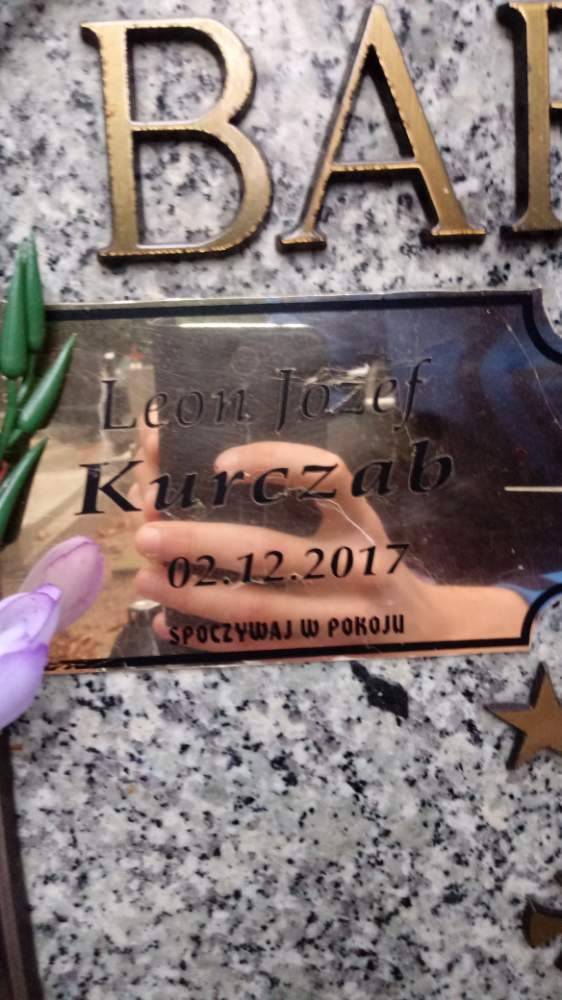 BA
Leon Jozef
Kurczab
02.12.2017
SPOCZYWAJ W POKOJU